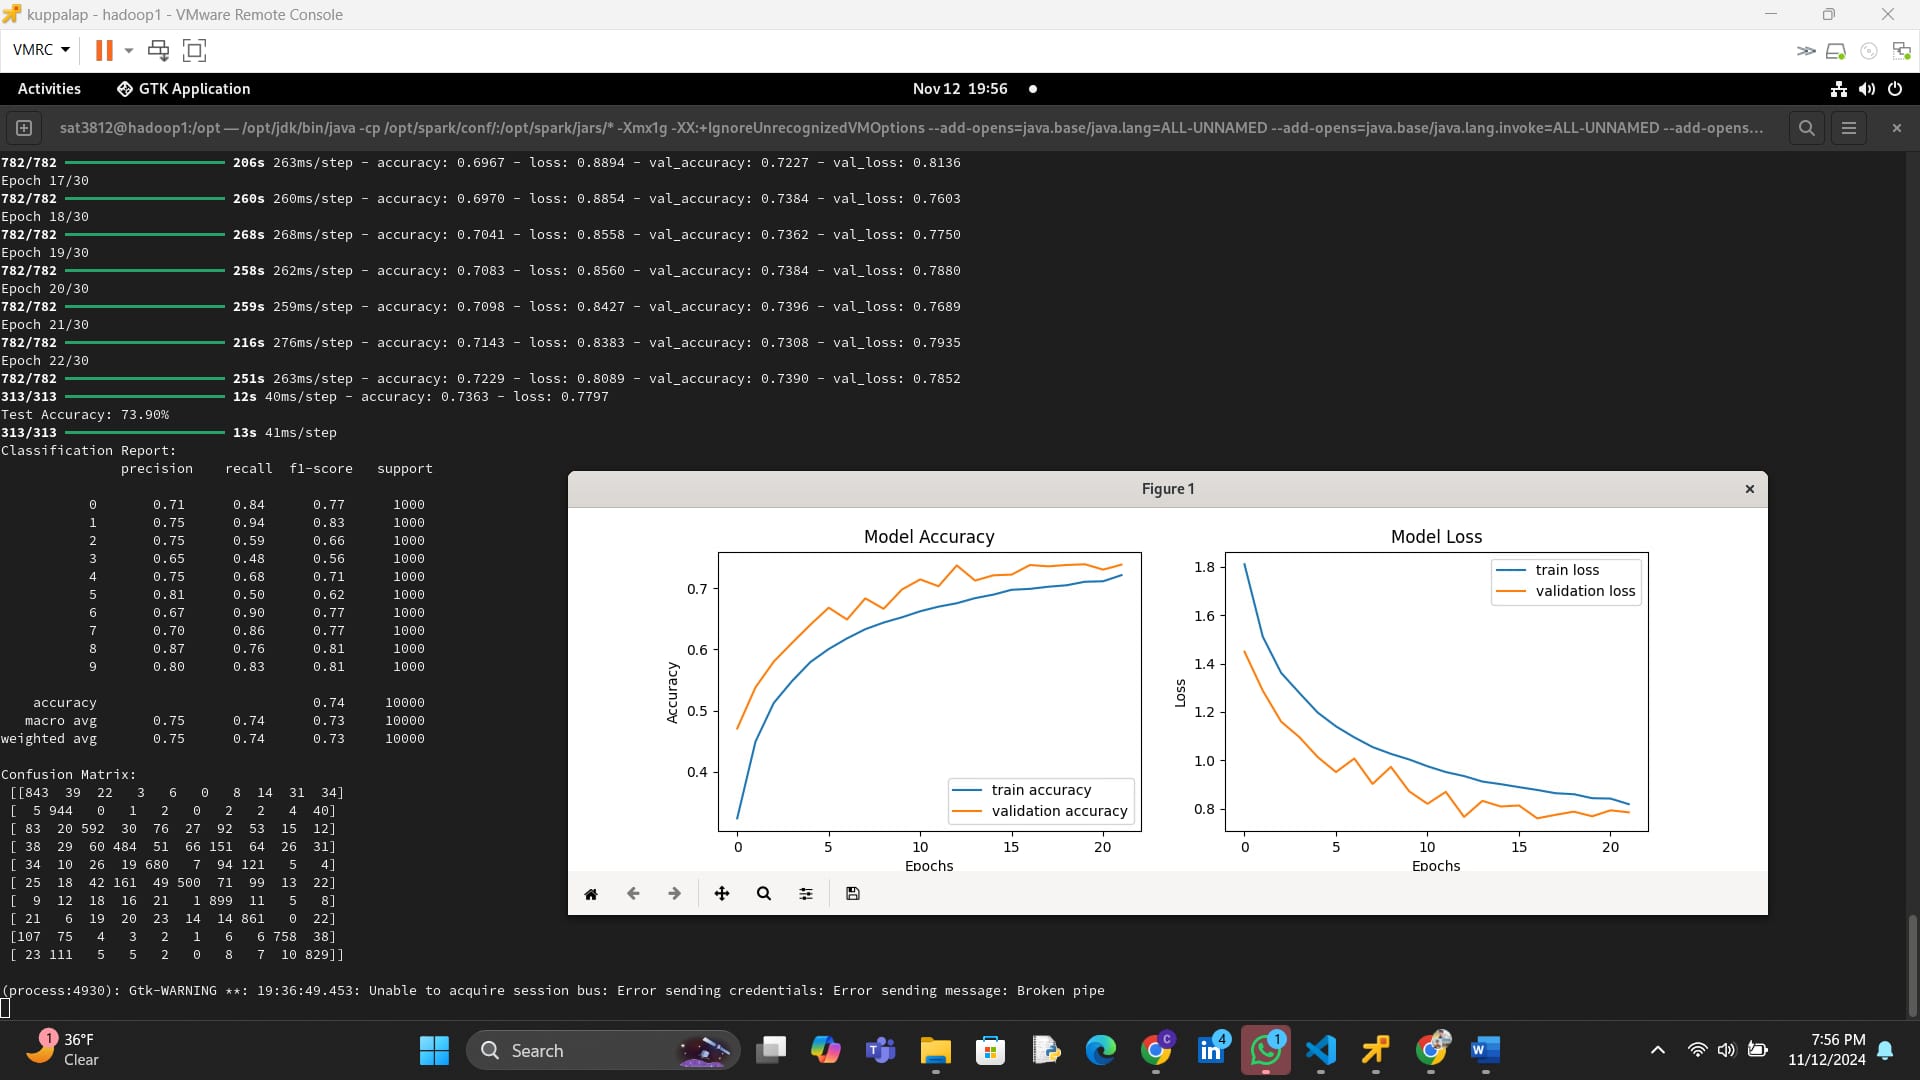 kuppalap - hadoop1 - VMware Remote Console
VMRC
Activities GTK Application Nov 12 19:56
sat3812@hadoop1:/opt — /opt/jdk/bin/java -cp /opt/spark/conf/:/opt/spark/jars/* -Xmx1g -XX:+IgnoreUnrecognizedVMOptions --add-opens=java.base/java.lang=ALL-UNNAMED --add-opens=java.base/java.lang.invoke=ALL-UNNAMED --add-opens...
782/782 206s 263ms/step - accuracy: 0.6967 - loss: 0.8894 - val_accuracy: 0.7227 - val_loss: 0.8136
Epoch 17/30
782/782 260s 260ms/step - accuracy: 0.6970 - loss: 0.8854 - val_accuracy: 0.7384 - val_loss: 0.7603
Epoch 18/30
782/782 268s 268ms/step - accuracy: 0.7041 - loss: 0.8558 - val_accuracy: 0.7362 - val_loss: 0.7750
Epoch 19/30
782/782 258s 262ms/step - accuracy: 0.7083 - loss: 0.8560 - val_accuracy: 0.7384 - val_loss: 0.7880
Epoch 20/30
782/782 259s 259ms/step - accuracy: 0.7098 - loss: 0.8427 - val_accuracy: 0.7396 - val_loss: 0.7689
Epoch 21/30
782/782 216s 276ms/step - accuracy: 0.7143 - loss: 0.8383 - val_accuracy: 0.7308 - val_loss: 0.7935
Epoch 22/30
782/782 251s 263ms/step - accuracy: 0.7229 - loss: 0.8089 - val_accuracy: 0.7390 - val_loss: 0.7852
313/313 12s 40ms/step - accuracy: 0.7363 - loss: 0.7797
Test Accuracy: 73.90%
313/313 13s 41ms/step
Classification Report:
precision recall f1-score support
0 0.71 0.84 0.77 1000
1 0.75 0.94 0.83 1000
2 0.75 0.59 0.66 1000
3 0.65 0.48 0.56 1000
4 0.75 0.68 0.71 1000
5 0.81 0.50 0.62 1000
6 0.67 0.90 0.77 1000
7 0.70 0.86 0.77 1000
8 0.87 0.76 0.81 1000
9 0.80 0.83 0.81 1000
accuracy 0.74 10000
macro avg 0.75 0.74 0.73 10000
weighted avg 0.75 0.74 0.73 10000
Confusion Matrix:
[[843 39 22 3 6 0 8 14 31 34]
[ 5 944 0 1 2 0 2 2 4 40]
[ 83 20 592 30 76 27 92 53 15 12]
[ 38 29 60 484 51 66 151 64 26 31]
[ 34 10 26 19 680 7 94 121 5 4]
[ 25 18 42 161 49 500 71 99 13 22]
[ 9 12 18 16 21 1 899 11 5 8]
[ 21 6 19 20 23 14 14 861 0 22]
[107 75 4 3 2 1 6 6 758 38]
[ 23 111 5 5 2 0 8 7 10 829]]
(process:4930): Gtk-WARNING **: 19:36:49.453: Unable to acquire session bus: Error sending credentials: Error sending message: Broken pipe
Figure 1
Model Accuracy
0.7
0.6
0.5
0.4
Accuracy
train accuracy
validation accuracy
0 5 10 15 20
Epochs
Model Loss
1.8
1.6
1.4
1.2
1.0
0.8
Loss
train loss
validation loss
0 5 10 15 20
Epochs
1
36°F
Clear
Search
C
4
1
7:56 PM
11/12/2024